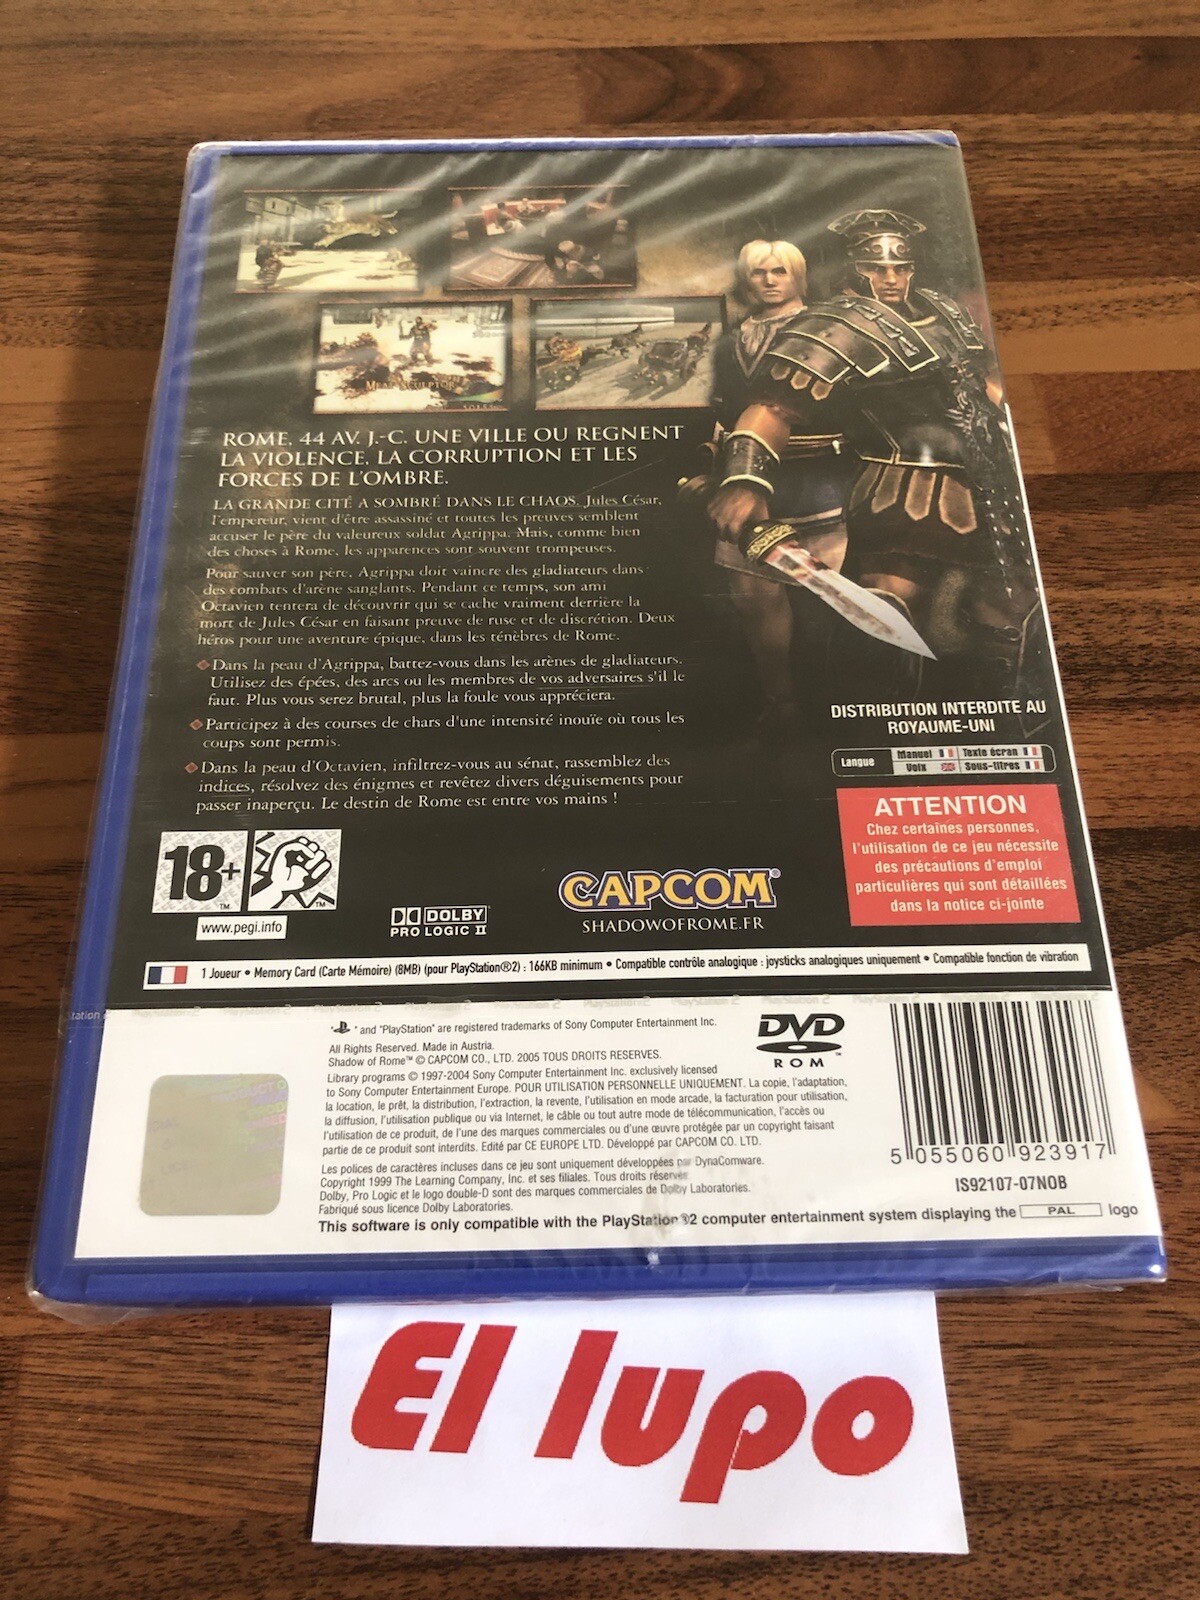 MEAT SCULPTOR
ROME, 44 AV. J.-C. UNE VILLE OU REGNENT
LA VIOLENCE, LA CORRUPTION ET LES
FORCES DE L'OMBRE.
LA GRANDE CITÉ A SOMBRÉ DANS LE CHAOS. Jules César,
l'empereur, vient d'être assassiné et toutes les preuves semblent
accuser le père du valeureux soldat Agrippa. Mais, comme bien
des choses à Rome, les apparences sont souvent trompeuses.
Pour sauver son père, Agrippa doit vaincre des gladiateurs dans
des combats d'arène sanglants. Pendant ce temps, son ami
Octavien tentera de découvrir qui se cache vraiment derrière la
mort de Jules César en faisant preuve de ruse et de discrétion. Deux
héros pour une aventure épique, dans les ténèbres de Rome.
Dans la peau d'Agrippa, battez-vous dans les arènes de gladiateurs.
Utilisez des épées, des arcs ou les membres de vos adversaires s'il le
faut. Plus vous serez brutal, plus la foule vous appréciera.
Participez à des courses de chars d'une intensité inouïe où tous les
coups sont permis.
Dans la peau d'Octavien, infiltrez-vous au sénat, rassemblez des
indices, résolvez des énigmes et revêtez divers déguisements pour
passer inaperçu. Le destin de Rome est entre vos mains !
DISTRIBUTION INTERDITE AU
ROYAUME-UNI
Langue
Manuel Texte écran
Voix Sous-titres
ATTENTION
Chez certaines personnes,
l'utilisation de ce jeu nécessite
des précautions d'emploi
particulières qui sont détaillées
dans la notice ci-jointe
18+
TM
TM
www.pegi.info
DOLBY
PRO LOGIC II
CAPCOM®
SHADOWOFROME.FR
1 Joueur • Memory Card (Carte Mémoire) (8MB) (pour PlayStation®2) : 166KB minimum • Compatible contrôle analogique : joysticks analogiques uniquement • Compatible fonction de vibration
" " and "PlayStation" are registered trademarks of Sony Computer Entertainment Inc.
All Rights Reserved. Made in Austria.
Shadow of Rome™ © CAPCOM CO., LTD. 2005 TOUS DROITS RESERVES.
Library programs © 1997-2004 Sony Computer Entertainment Inc. exclusively licensed
to Sony Computer Entertainment Europe. POUR UTILISATION PERSONNELLE UNIQUEMENT. La copie, l'adaptation,
la location, le prêt, la distribution, l'extraction, la revente, l'utilisation en mode arcade, la facturation pour utilisation,
la diffusion, l'utilisation publique ou via Internet, le câble ou tout autre mode de télécommunication, l'accès ou
l'utilisation de ce produit, de l'une des marques commerciales ou d'une œuvre protégée par un copyright faisant
partie de ce produit sont interdits. Edité par CE EUROPE LTD. Développé par CAPCOM CO. LTD.
Les polices de caractères incluses dans ce jeu sont uniquement développées par DynaComware.
Copyright 1999 The Learning Company, Inc. et ses filiales. Tous droits réservés.
Dolby, Pro Logic et le logo double-D sont des marques commerciales de Dolby Laboratories.
Fabriqué sous licence Dolby Laboratories.
This software is only compatible with the PlayStation®2 computer entertainment system displaying the PAL logo
DVD
ROM
5 055060 923917
IS92107-07NOB
El lupo